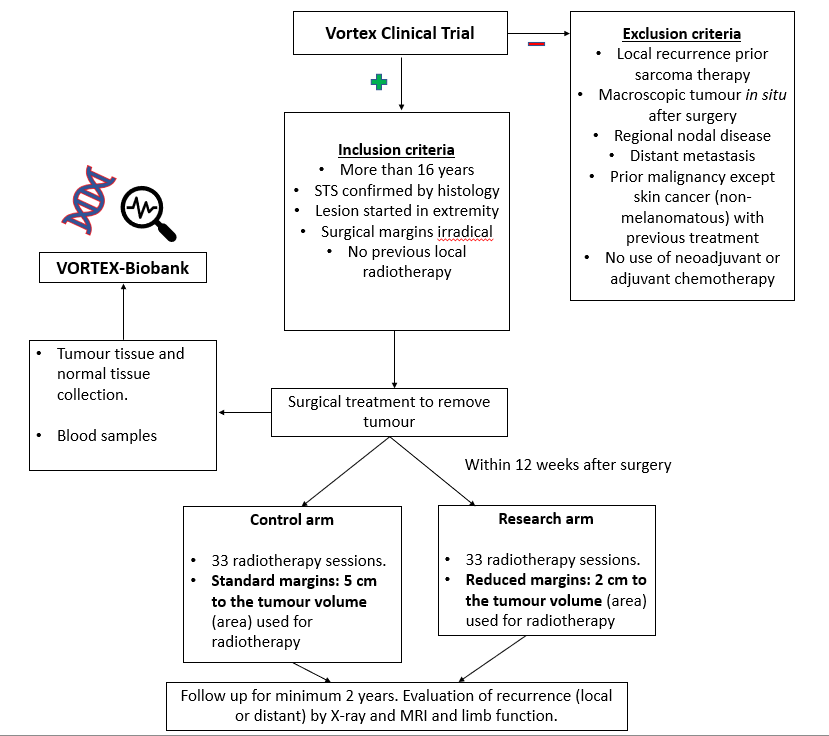 Vortex Clinical Trial
Exclusion criteria
• Local recurrence prior
sarcoma therapy
• Macroscopic tumour in situ
after surgery
• Regional nodal disease
• Distant metastasis
• Prior malignancy except
skin cancer (non-
melanomatous) with
previous treatment
• No use of neoadjuvant or
adjuvant chemotherapy
Inclusion criteria
• More than 16 years
• STS confirmed by histology
• Lesion started in extremity
• Surgical margins irradical
• No previous local
radiotherapy
VORTEX-Biobank
• Tumour tissue and
normal tissue
collection.
• Blood samples
Surgical treatment to remove
tumour
Within 12 weeks after surgery
Control arm
• 33 radiotherapy sessions.
• Standard margins: 5 cm
to the tumour volume
(area) used for
radiotherapy
Research arm
• 33 radiotherapy sessions.
• Reduced margins: 2 cm to
the tumour volume (area)
used for radiotherapy
Follow up for minimum 2 years. Evaluation of recurrence (local
or distant) by X-ray and MRI and limb function.